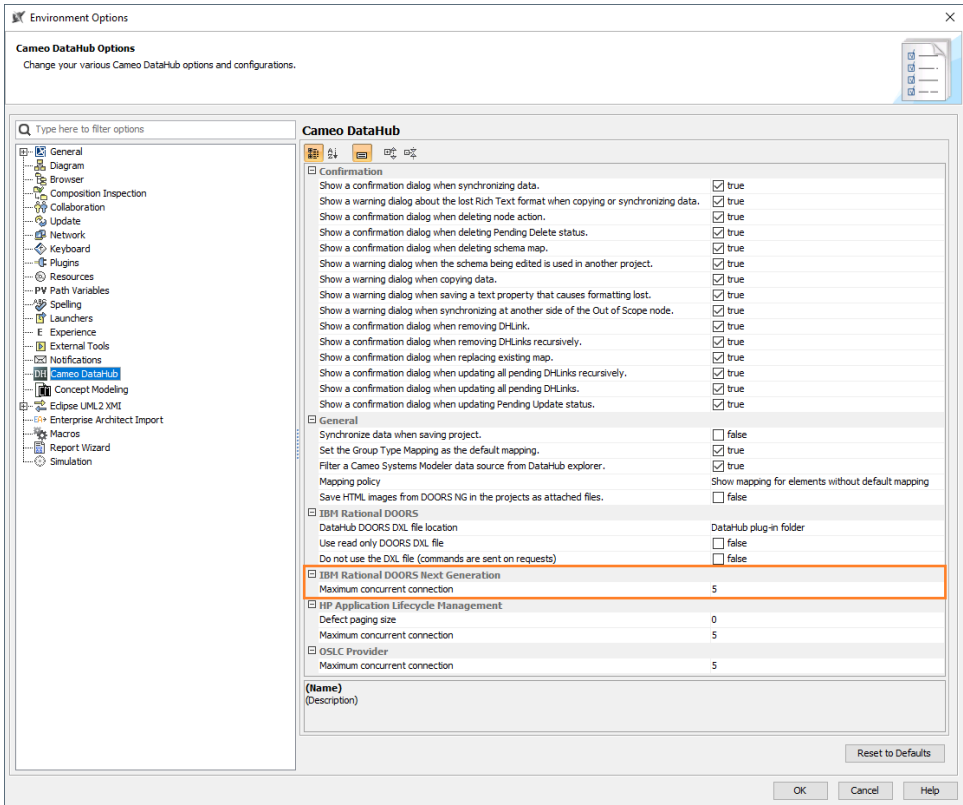 Environment Options
Cameo DataHub Options
Change your various Cameo DataHub options and configurations.
Type here to filter options
General
Diagram
Browser
Composition Inspection
Collaboration
Update
Network
Keyboard
Plugins
Resources
PV Path Variables
Spelling
Launchers
E Experience
External Tools
Notifications
DH Cameo DataHub
Concept Modeling
Eclipse UML2 XMI
EA Enterprise Architect Import
Macros
Report Wizard
Simulation
Cameo DataHub
Confirmation
Show a confirmation dialog when synchronizing data. true
Show a warning dialog about the lost Rich Text format when copying or synchronizing data. true
Show a confirmation dialog when deleting node action. true
Show a confirmation dialog when deleting Pending Delete status. true
Show a confirmation dialog when deleting schema map. true
Show a warning dialog when the schema being edited is used in another project. true
Show a warning dialog when copying data. true
Show a warning dialog when saving a text property that causes formatting lost. true
Show a warning dialog when synchronizing at another side of the Out of Scope node. true
Show a confirmation dialog when removing DHLink. true
Show a confirmation dialog when removing DHLinks recursively. true
Show a confirmation dialog when replacing existing map. true
Show a confirmation dialog when updating all pending DHLinks recursively. true
Show a confirmation dialog when updating all pending DHLinks. true
Show a confirmation dialog when updating Pending Update status. true
General
Synchronize data when saving project. false
Set the Group Type Mapping as the default mapping. true
Filter a Cameo Systems Modeler data source from DataHub explorer. true
Mapping policy Show mapping for elements without default mapping
Save HTML images from DOORS NG in the projects as attached files. false
IBM Rational DOORS
DataHub DOORS DXL file location DataHub plug-in folder
Use read only DOORS DXL file false
Do not use the DXL file (commands are sent on requests) false
IBM Rational DOORS Next Generation
Maximum concurrent connection 5
HP Application Lifecycle Management
Defect paging size 0
Maximum concurrent connection 5
OSLC Provider
Maximum concurrent connection 5
(Name)
(Description)
Reset to Defaults
OK Cancel Help